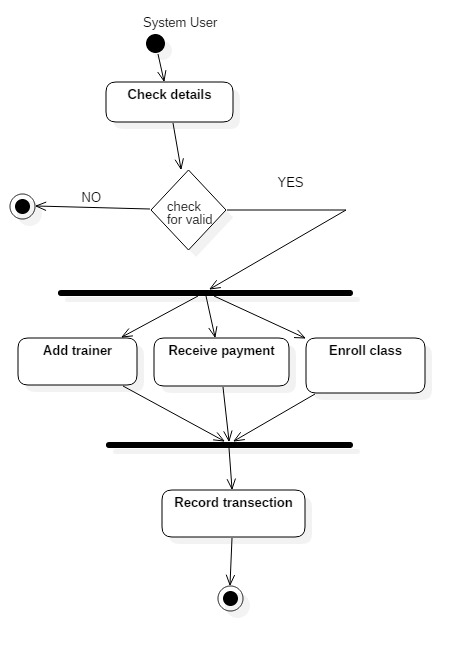 System User
Check details
YES
NO
check
for valid
Add trainer
Receive payment
Enroll class
Record transection